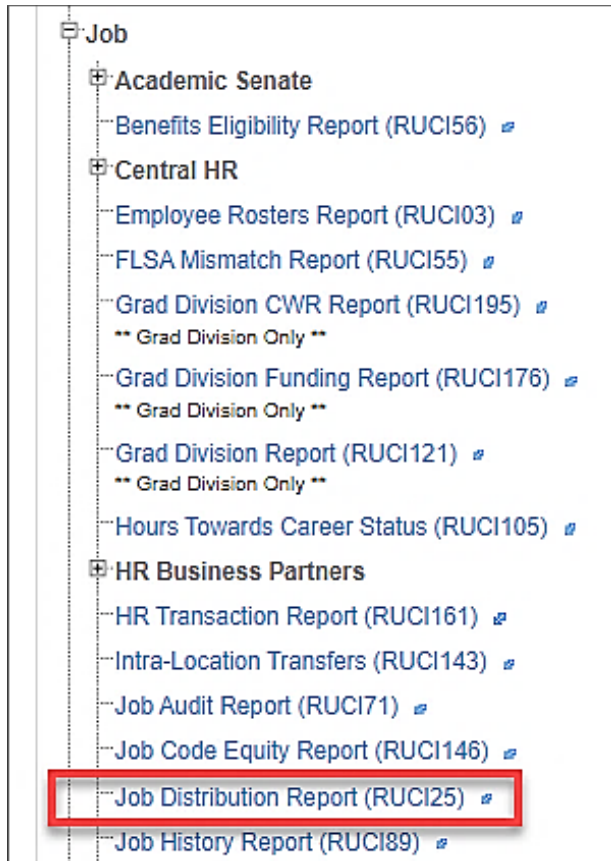 Job
Academic Senate
Benefits Eligibility Report (RUCI56)
Central HR
Employee Rosters Report (RUCI03)
FLSA Mismatch Report (RUCI55)
Grad Division CWR Report (RUCI195)
** Grad Division Only **
Grad Division Funding Report (RUCI176)
** Grad Division Only **
Grad Division Report (RUCI121)
** Grad Division Only **
Hours Towards Career Status (RUCI105)
HR Business Partners
HR Transaction Report (RUCI161)
Intra-Location Transfers (RUCI143)
Job Audit Report (RUCI71)
Job Code Equity Report (RUCI146)
Job Distribution Report (RUCI25)
Job History Report (RUCI89)